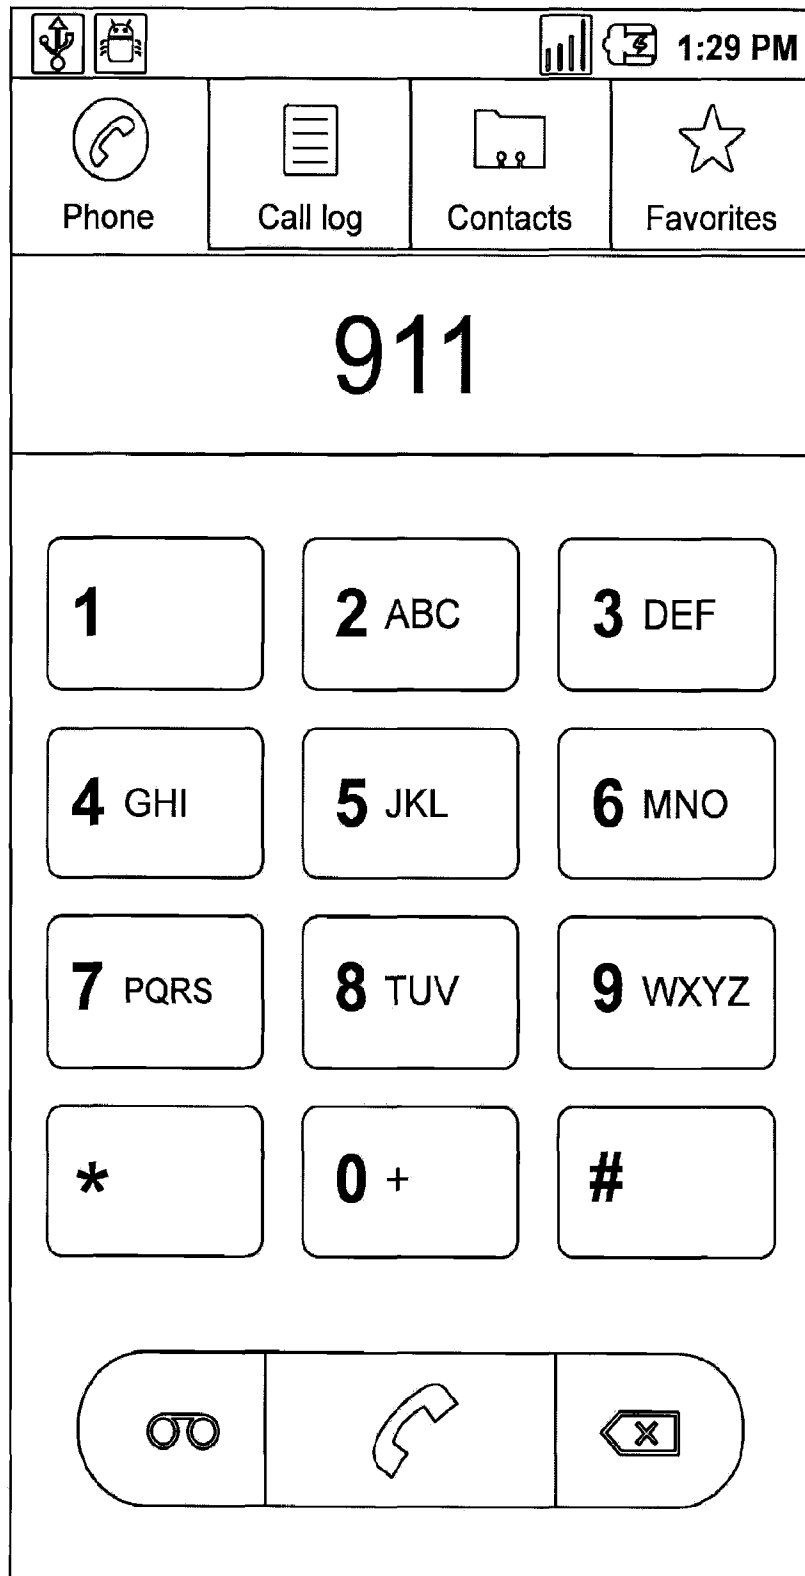 1:29 PM
Phone Call log Contacts Favorites
911
1 2 ABC 3 DEF
4 GHI 5 JKL 6 MNO
7 PQRS 8 TUV 9 WXYZ
* 0 + #